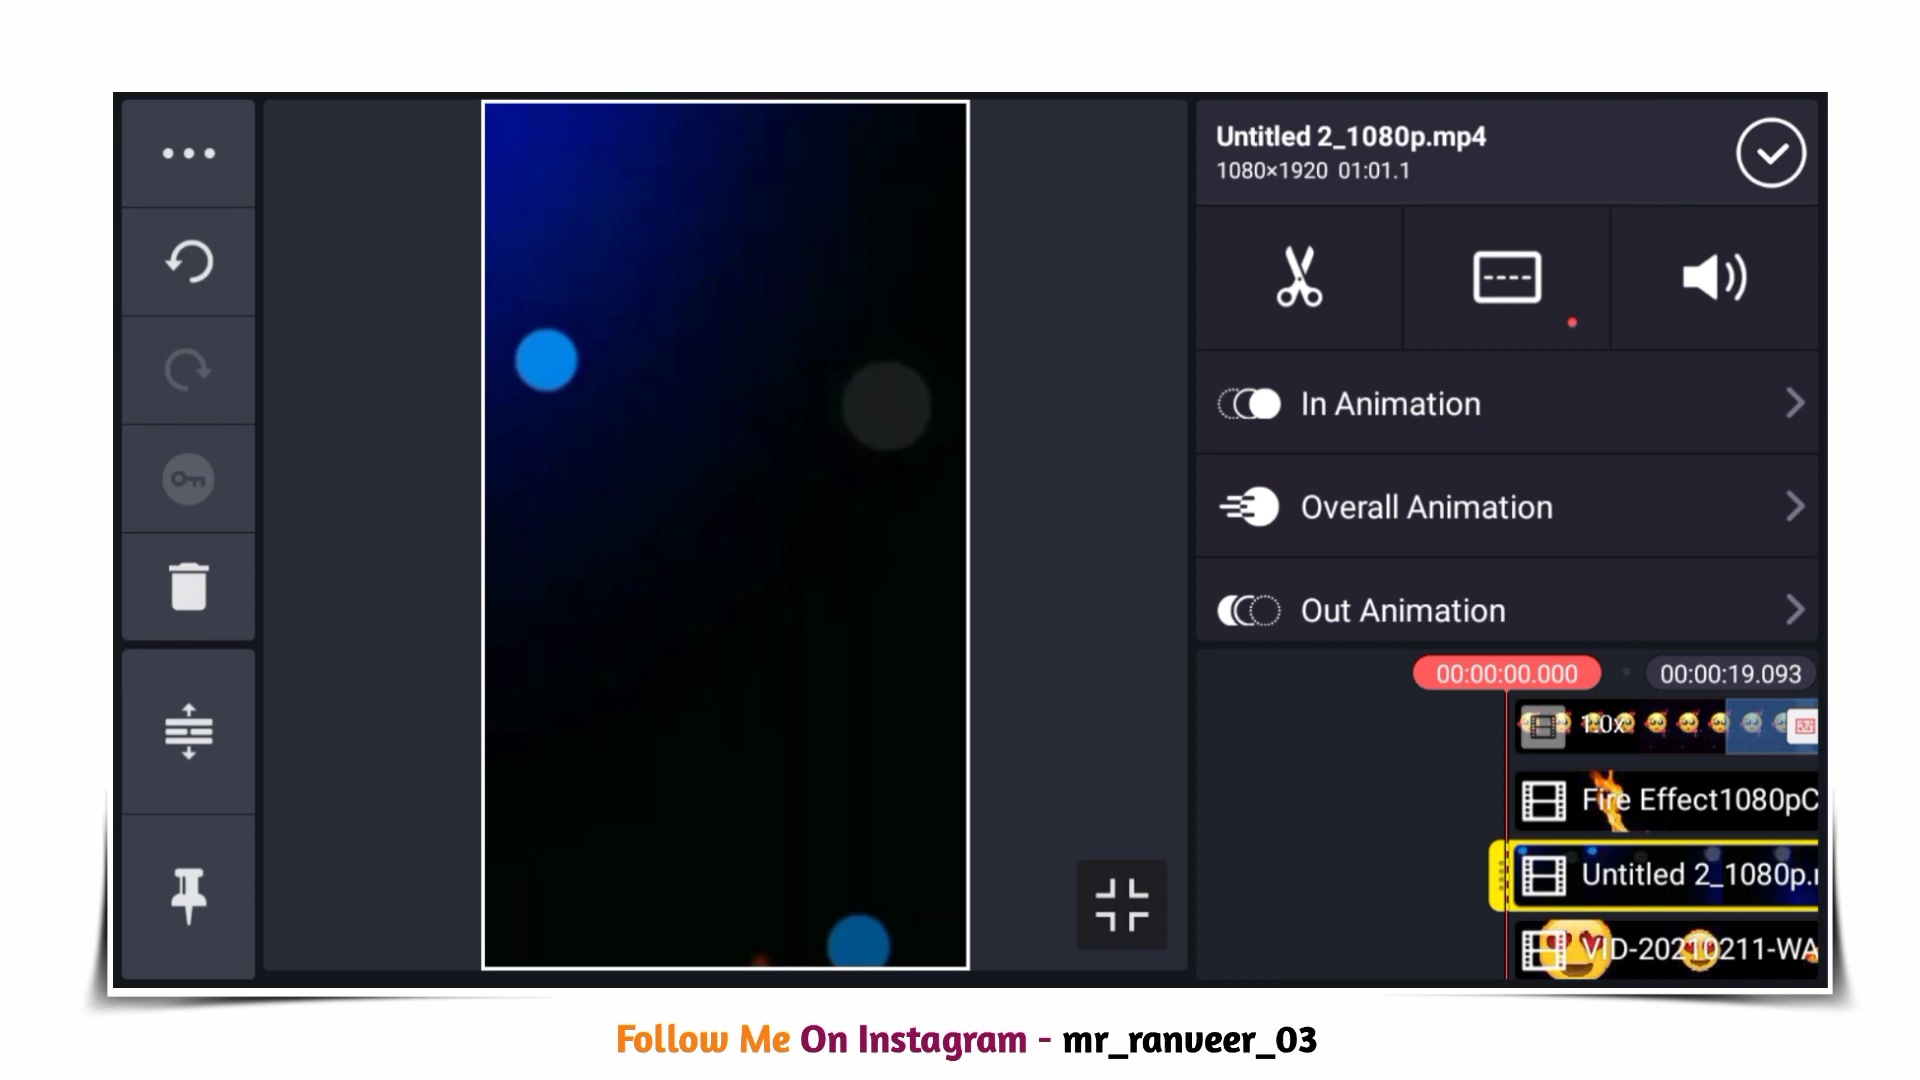 Untitled 2_1080p.mp4
1080×1920 01:01.1
In Animation
Overall Animation
Out Animation
00:00:00.000
00:00:19.093
1.0x
Fire Effect1080pC
Untitled 2_1080p.
VID-20210211-WA
Follow Me On Instagram - mr_ranveer_03